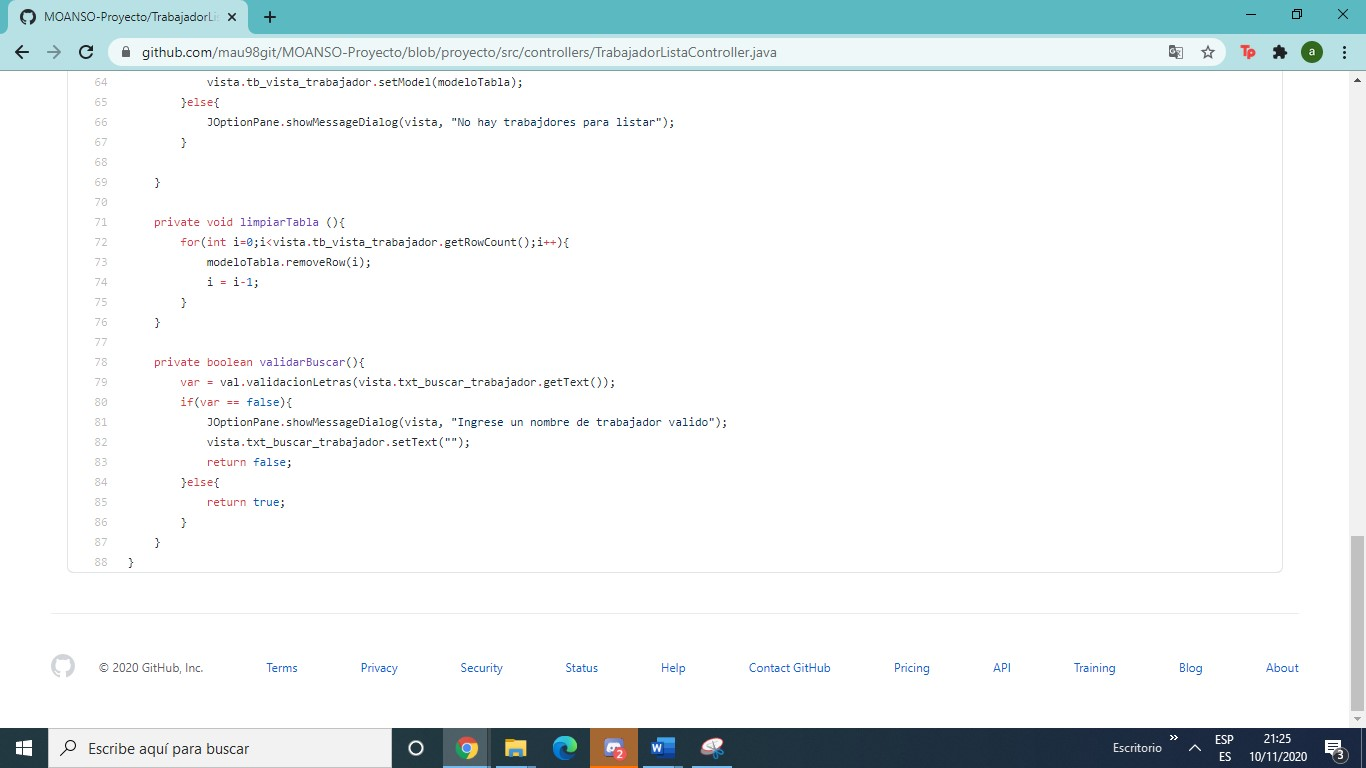 MOANSO-Proyecto/TrabajadorLi
github.com/mau98git/MOANSO-Proyecto/blob/proyecto/src/controllers/TrabajadorListaController.java
Tp
a
64 vista.tb_vista_trabajador.setModel(modeloTabla);
65 }else{
66 JOptionPane.showMessageDialog(vista, "No hay trabajdores para listar");
67 }
68
69 }
70
71 private void limpiarTabla (){
72 for(int i=0;i<vista.tb_vista_trabajador.getRowCount();i++){
73 modeloTabla.removeRow(i);
74 i = i-1;
75 }
76 }
77
78 private boolean validarBuscar(){
79 var = val.validacionLetras(vista.txt_buscar_trabajador.getText());
80 if(var == false){
81 JOptionPane.showMessageDialog(vista, "Ingrese un nombre de trabajador valido");
82 vista.txt_buscar_trabajador.setText("");
83 return false;
84 }else{
85 return true;
86 }
87 }
88 }
© 2020 GitHub, Inc. Terms Privacy Security Status Help Contact GitHub Pricing API Training Blog About
Escribe aquí para buscar
2
W
Escritorio
ESP
ES
21:25
10/11/2020
3